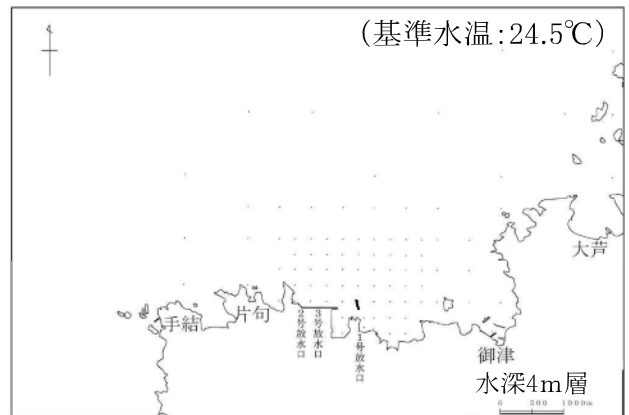 (基準水温:24.5℃)
大芦
片句
手結
2号放水口
3号放水口
1号放水口
御津
水深4m層
0 500 1000m